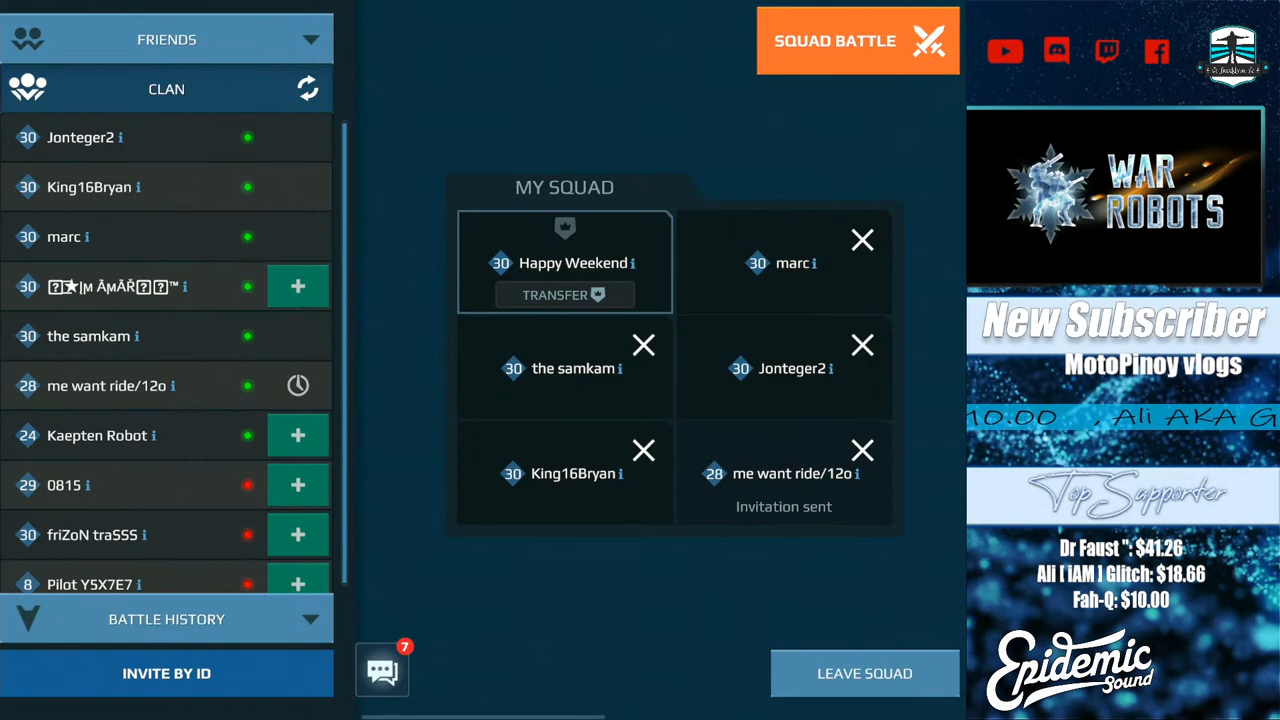 FRIENDS
CLAN
30 Jonteger2 i
30 King16Bryan i
30 marc i
30 ★|M ĂMĂŘ™ i
30 the samkam i
28 me want ride/12o i
24 Kaepten Robot i
29 0815 i
30 friZoN traSSS i
8 Pilot Y5X7E7 i
BATTLE HISTORY
INVITE BY ID
SQUAD BATTLE
MY SQUAD
30 Happy Weekend i
TRANSFER
30 marc i
30 the samkam i
30 Jonteger2 i
30 King16Bryan i
28 me want ride/12o i
Invitation sent
7
LEAVE SQUAD
WAR
ROBOTS
New Subscriber
MotoPinoy vlogs
10.00 , Ali AKA G
Top Supporter
Dr Faust ": $41.26
Ali [ iAM ] Glitch: $18.66
Fah-Q: $10.00
Epidemic
Sound